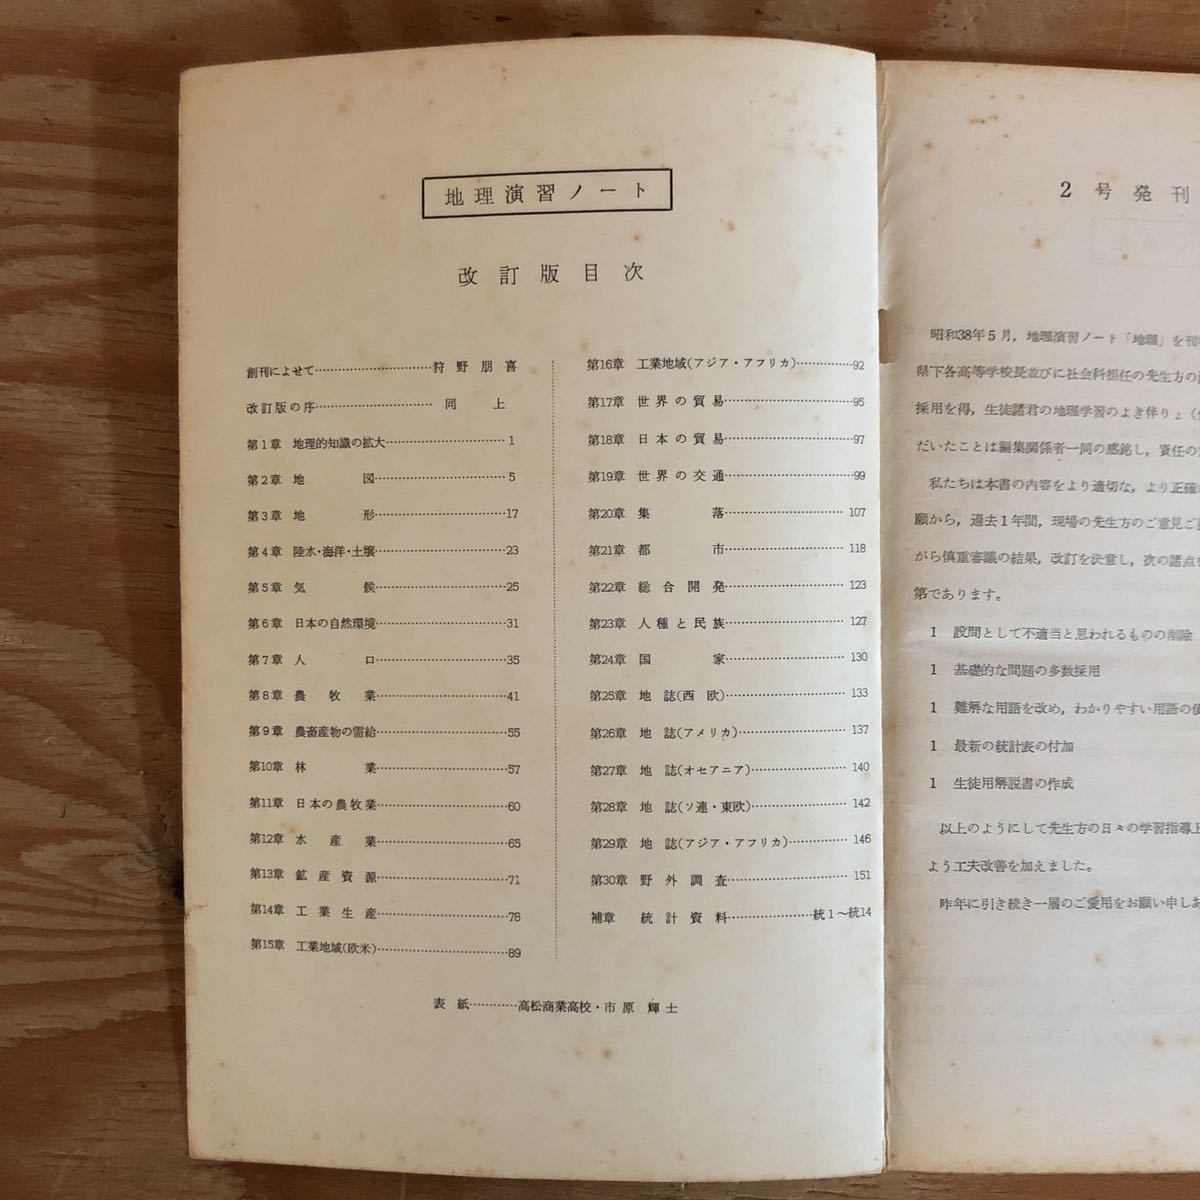 地理演習ノート
改訂版目次
創刊によせて…………………………狩野朋喜
改訂版の序…………………………同上
第1章 地理的知識の拡大…………………………1
第2章 地図…………………………5
第3章 地形…………………………17
第4章 陸水・海洋・土壌…………………………23
第5章 気候…………………………25
第6章 日本の自然環境…………………………31
第7章 人口…………………………35
第8章 農牧業…………………………41
第9章 農畜産物の需給…………………………55
第10章 林業…………………………57
第11章 日本の農牧業…………………………60
第12章 水産業…………………………65
第13章 鉱産資源…………………………71
第14章 工業生産…………………………78
第15章 工業地域(欧米)…………………………89
第16章 工業地域(アジア・アフリカ)…………………92
第17章 世界の貿易…………………………95
第18章 日本の貿易…………………………97
第19章 世界の交通…………………………99
第20章 集落…………………………107
第21章 都市…………………………118
第22章 総合開発…………………………123
第23章 人種と民族…………………………127
第24章 国家…………………………130
第25章 地誌(西欧)…………………………133
第26章 地誌(アメリカ)…………………………137
第27章 地誌(オセアニア)…………………………140
第28章 地誌(ソ連・東欧)…………………………142
第29章 地誌(アジア・アフリカ)……………146
第30章 野外調査…………………………151
補章 統計資料…………………統1～統14
表紙…………高松商業高校・市原輝士
2号発刊
昭和38年5月，地理演習ノート「地理」を刊
県下各高等学校長並びに社会科担任の先生方の
採用を得，生徒諸君の地理学習のよき伴りょ(
だいたことは編集関係者一同の感銘し，責任の
私たちは本書の内容をより適切な，より正確
願から，過去1年間，現場の先生方のご意見ご
がら慎重審議の結果，改訂を決意し，次の諸点
第であります。
1 設問として不適当と思われるものの削除
1 基礎的な問題の多数採用
1 難解な用語を改め，わかりやすい用語の
1 最新の統計表の付加
1 生徒用解説書の作成
以上のようにして先生方の日々の学習指導上
よう工夫改善を加えました。
昨年に引き続き一層のご愛用をお願い申しあ